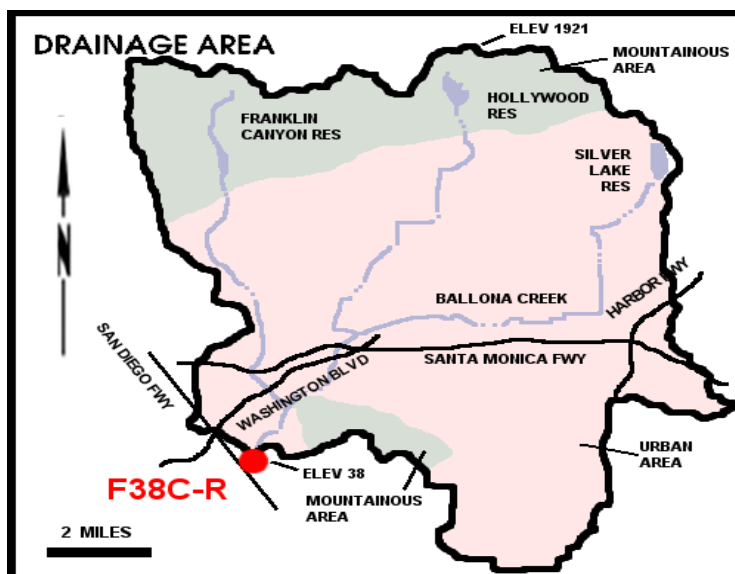 DRAINAGE AREA
ELEV 1921
MOUNTAINOUS
AREA
FRANKLIN
CANYON RES
HOLLYWOOD
RES
SILVER
LAKE
RES
N
BALLONA CREEK
HARBOR FWY
SAN DIEGO FWY
WASHINGTON BLVD
SANTA MONICA FWY
URBAN
AREA
ELEV 38
F38C-R
MOUNTAINOUS
AREA
2 MILES